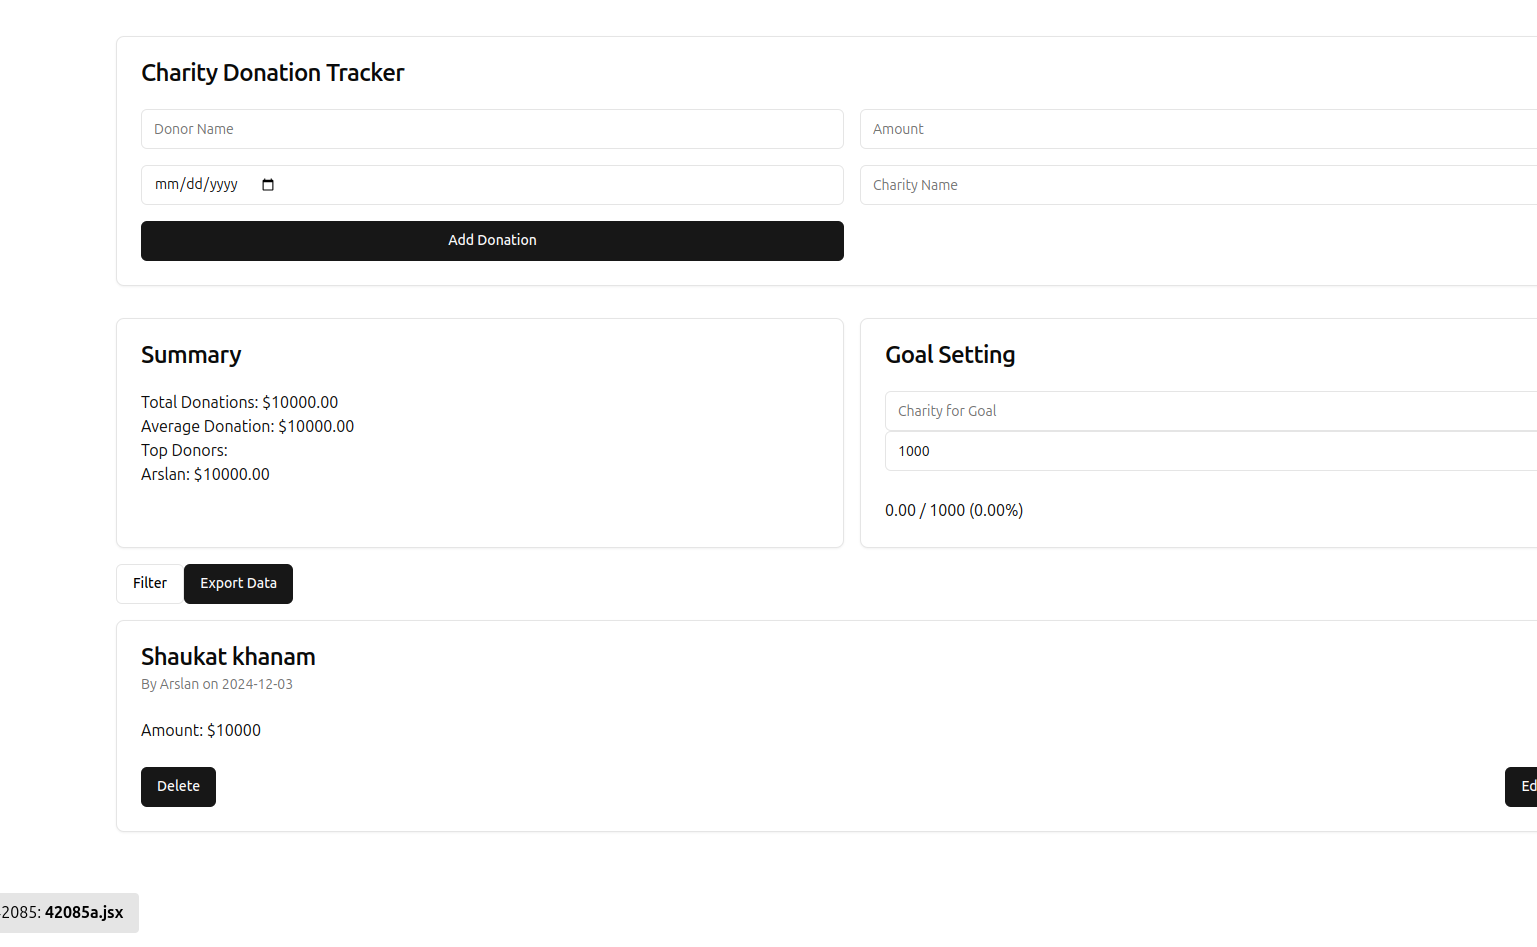 Charity Donation Tracker
Donor Name
Amount
mm/dd/yyyy
Charity Name
Add Donation
Summary
Total Donations: $10000.00
Average Donation: $10000.00
Top Donors:
Arslan: $10000.00
Goal Setting
Charity for Goal
1000
0.00 / 1000 (0.00%)
Filter
Export Data
Shaukat khanam
By Arslan on 2024-12-03
Amount: $10000
Delete
Ed
2085: 42085a.jsx